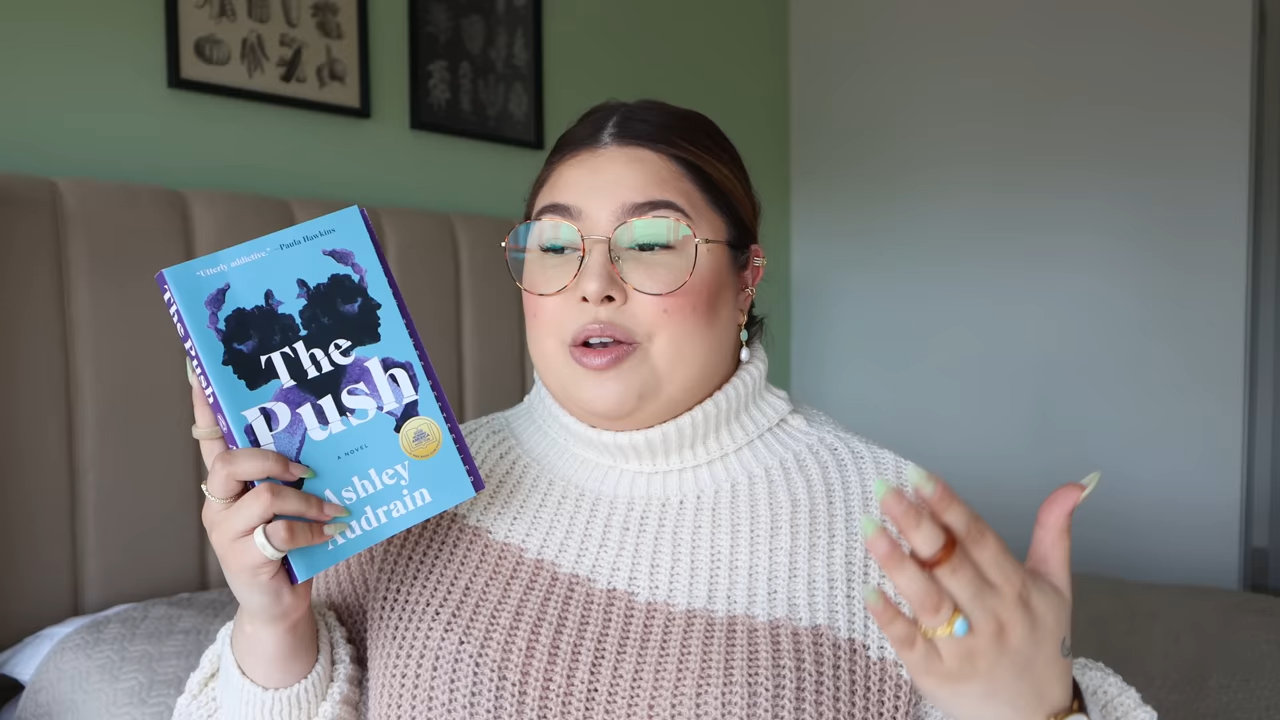 "Utterly addictive." —Paula Hawkins
The
Push
A NOVEL
Ashley
Audrain
The Push